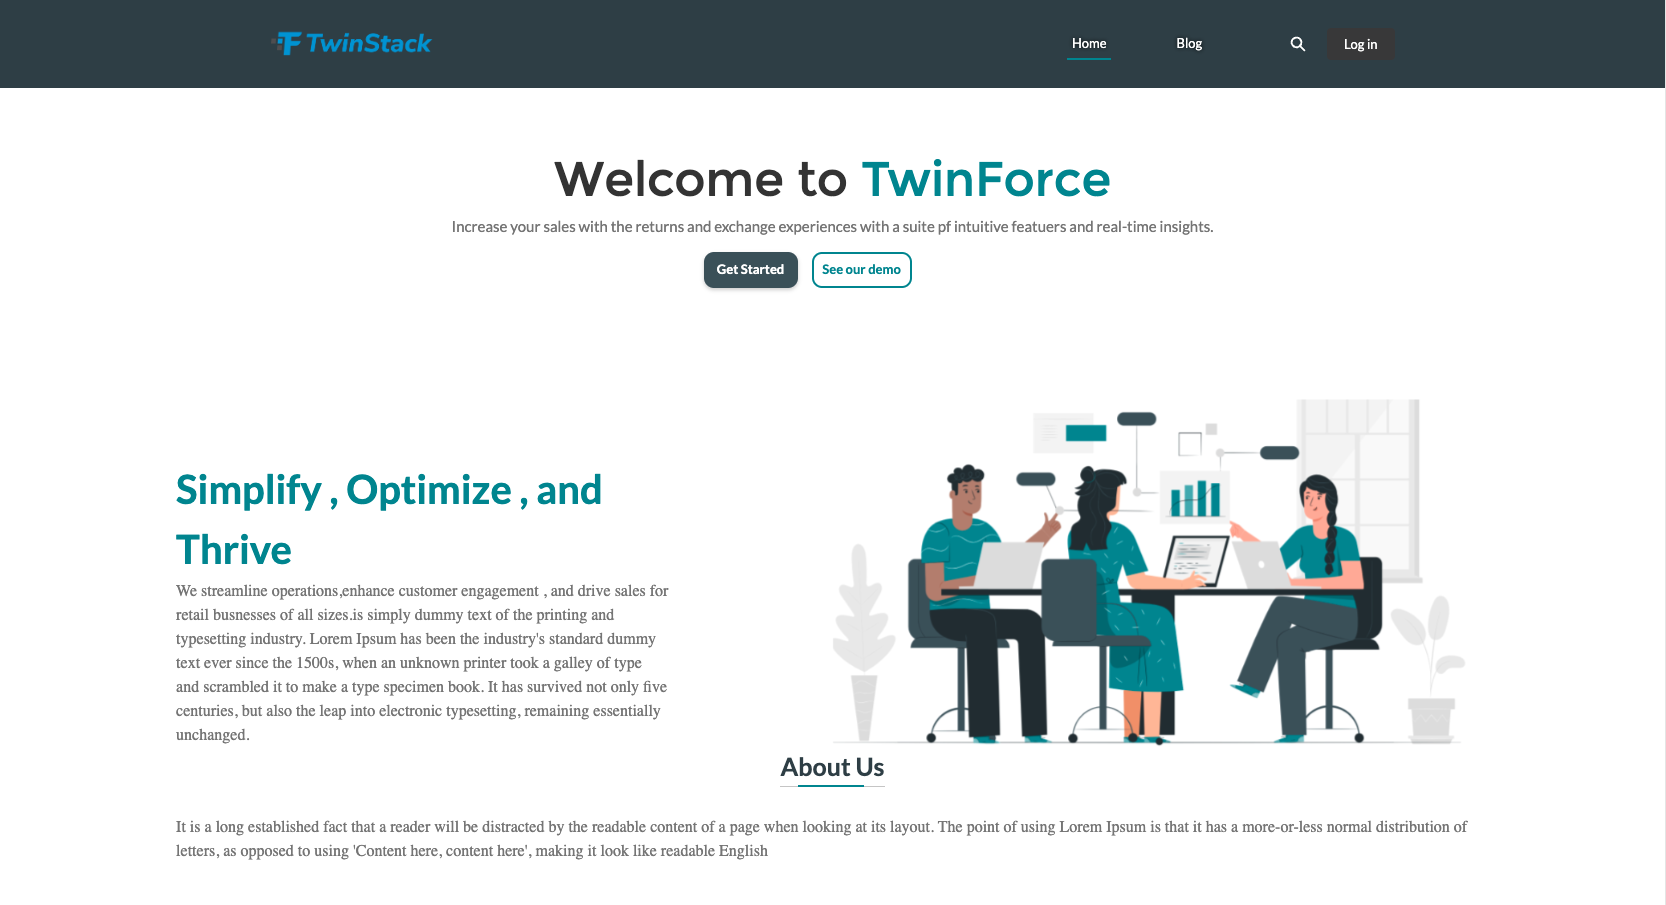 TwinStack
Home
Blog
Log in
Welcome to TwinForce
Increase your sales with the returns and exchange experiences with a suite pf intuitive featuers and real-time insights.
Get Started
See our demo
Simplify , Optimize , and
Thrive
We streamline operations,enhance customer engagement , and drive sales for
retail busnesses of all sizes.is simply dummy text of the printing and
typesetting industry. Lorem Ipsum has been the industry's standard dummy
text ever since the 1500s, when an unknown printer took a galley of type
and scrambled it to make a type specimen book. It has survived not only five
centuries, but also the leap into electronic typesetting, remaining essentially
unchanged.
About Us
It is a long established fact that a reader will be distracted by the readable content of a page when looking at its layout. The point of using Lorem Ipsum is that it has a more-or-less normal distribution of
letters, as opposed to using 'Content here, content here', making it look like readable English